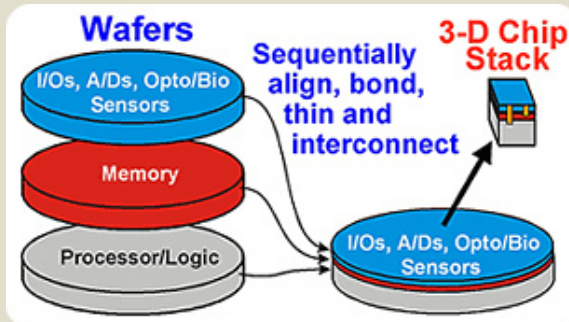 Wafers
I/Os, A/Ds, Opto/Bio
Sensors
Memory
Processor/Logic
Sequentially
align, bond,
thin and
interconnect
3-D Chip
Stack
I/Os, A/Ds, Opto/Bio
Sensors